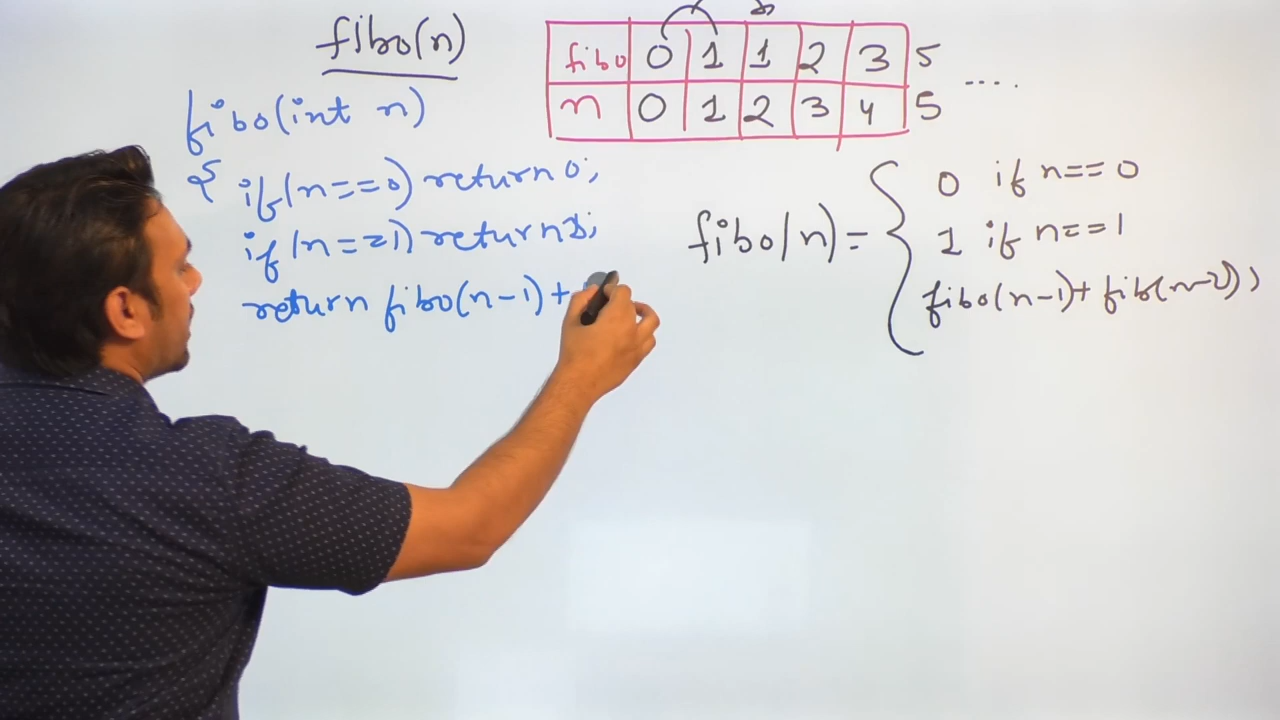 fibo(n)
fibo 0 1 1 2 3 5 ....
n 0 1 2 3 4 5
fibo(int n)
{ if(n==0) return 0;
if(n==1) return 1;
return fibo(n-1)+
fibo(n)= { 0 if n==0
1 if n==1
fibo(n-1)+ fib(n-2);